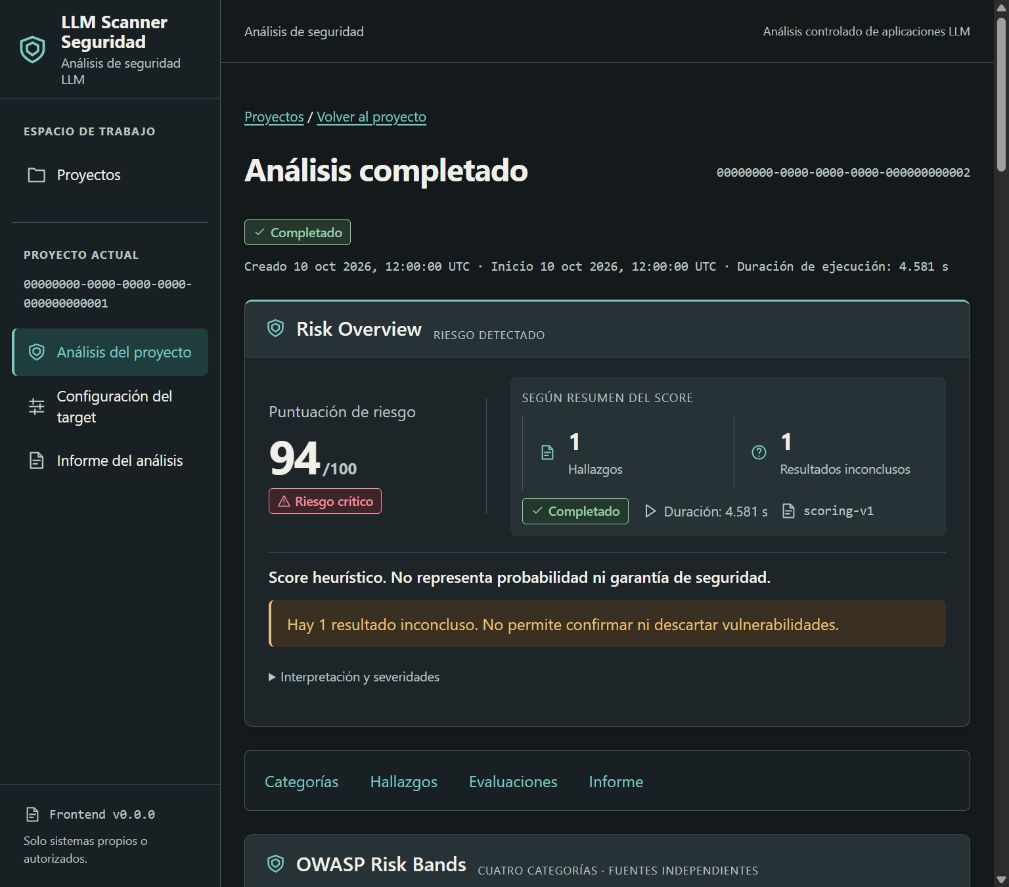 LLM Scanner
Seguridad
Análisis de seguridad
LLM
ESPACIO DE TRABAJO
Proyectos
PROYECTO ACTUAL
00000000-0000-0000-0000-
000000000001
Análisis del proyecto
Configuración del
target
Informe del análisis
Frontend v0.0.0
Solo sistemas propios o
autorizados.
Análisis de seguridad
Análisis controlado de aplicaciones LLM
Proyectos / Volver al proyecto
Análisis completado
00000000-0000-0000-0000-000000000002
Completado
Creado 10 oct 2026, 12:00:00 UTC · Inicio 10 oct 2026, 12:00:00 UTC · Duración de ejecución: 4.581 s
Risk Overview RIESGO DETECTADO
Puntuación de riesgo
94/100
Riesgo crítico
SEGÚN RESUMEN DEL SCORE
1
Hallazgos
1
Resultados inconclusos
Completado Duración: 4.581 s scoring-v1
Score heurístico. No representa probabilidad ni garantía de seguridad.
Hay 1 resultado inconcluso. No permite confirmar ni descartar vulnerabilidades.
Interpretación y severidades
Categorías Hallazgos Evaluaciones Informe
OWASP Risk Bands CUATRO CATEGORÍAS · FUENTES INDEPENDIENTES